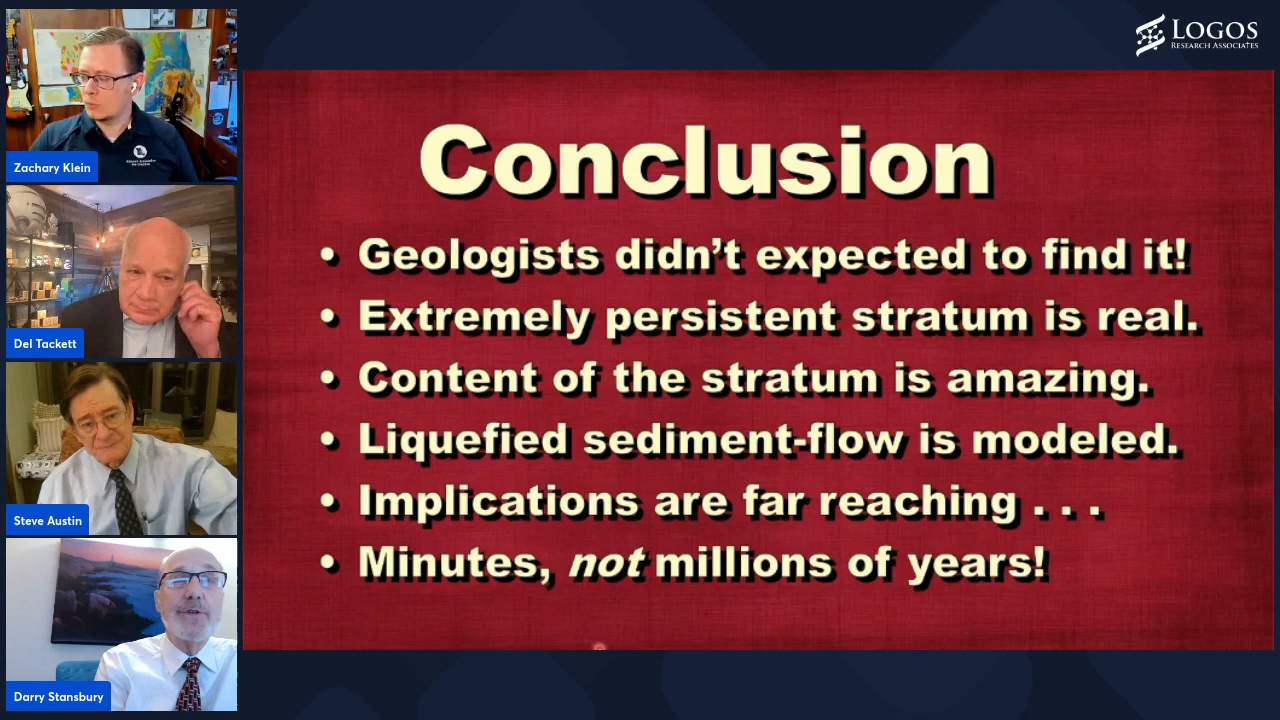 LOGOS
RESEARCH ASSOCIATES
Conclusion
• Geologists didn’t expected to find it!
• Extremely persistent stratum is real.
• Content of the stratum is amazing.
• Liquefied sediment-flow is modeled.
• Implications are far reaching . . .
• Minutes, not millions of years!
Zachary Klein
Del Tackett
Steve Austin
Darry Stansbury